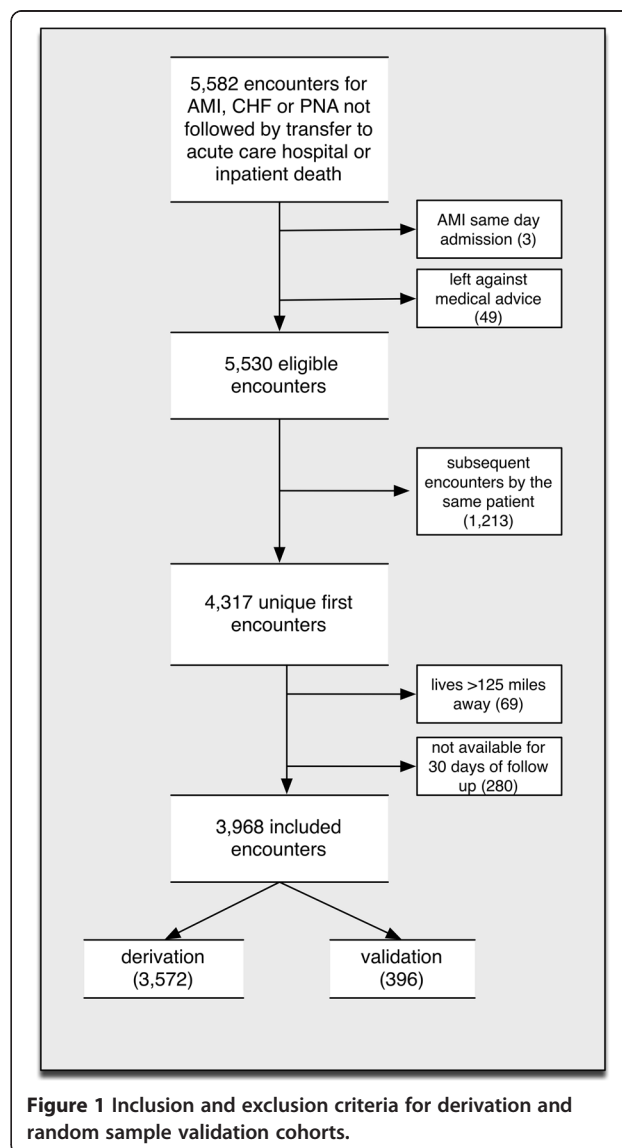 5,582 encounters for
AMI, CHF or PNA not
followed by transfer to
acute care hospital or
inpatient death
AMI same day
admission (3)
left against
medical advice
(49)
5,530 eligible
encounters
subsequent
encounters by the
same patient
(1,213)
4,317 unique first
encounters
lives >125 miles
away (69)
not available for
30 days of follow
up (280)
3,968 included
encounters
derivation
(3,572)
validation
(396)
Figure 1 Inclusion and exclusion criteria for derivation and
random sample validation cohorts.